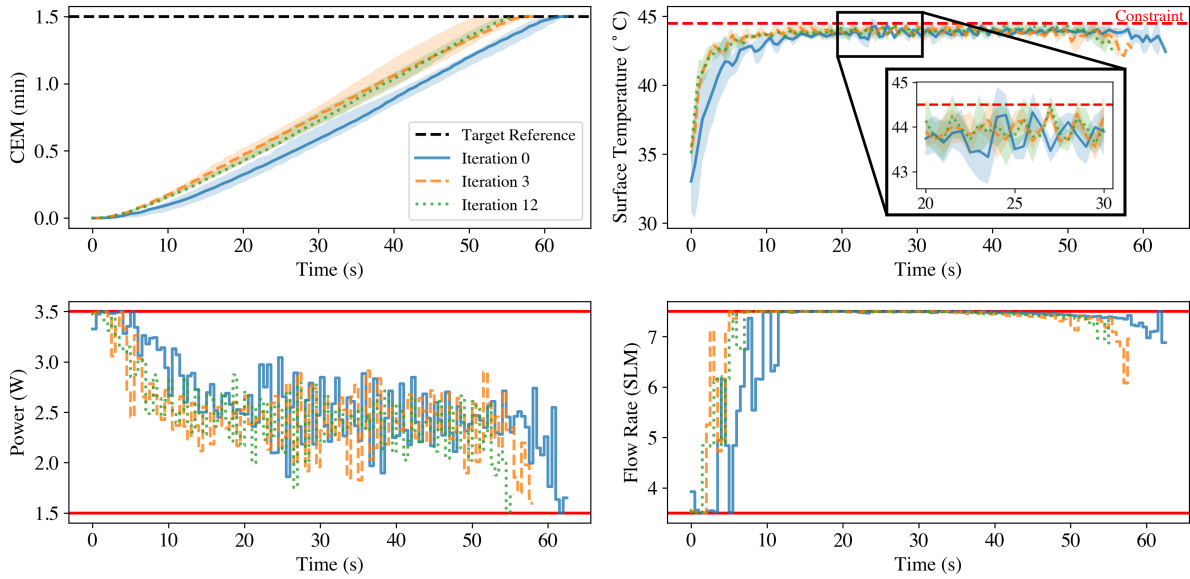 1.5
1.0
0.5
0.0
CEM (min)
Target Reference
Iteration 0
Iteration 3
Iteration 12
0 10 20 30 40 50 60
Time (s)
45
40
35
30
Surface Temperature (°C)
Constraint
45
44
43
20 25 30
0 10 20 30 40 50 60
Time (s)
3.5
3.0
2.5
2.0
1.5
Power (W)
0 10 20 30 40 50 60
Time (s)
7
6
5
4
Flow Rate (SLM)
0 10 20 30 40 50 60
Time (s)